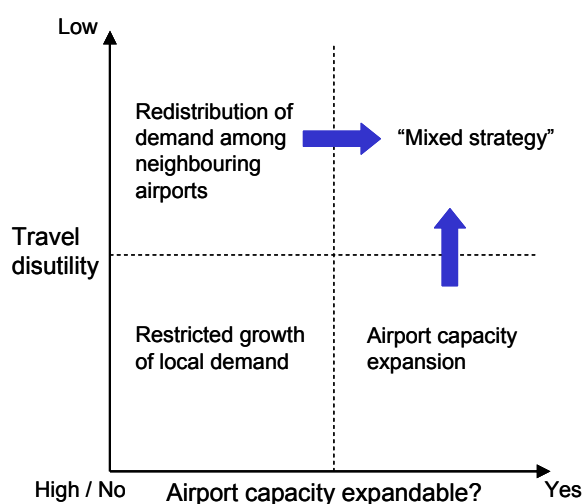 Low
Redistribution of
demand among
neighbouring
airports
“Mixed strategy”
Travel
disutility
Restricted growth
of local demand
Airport capacity
expansion
High / No
Airport capacity expandable?
Yes